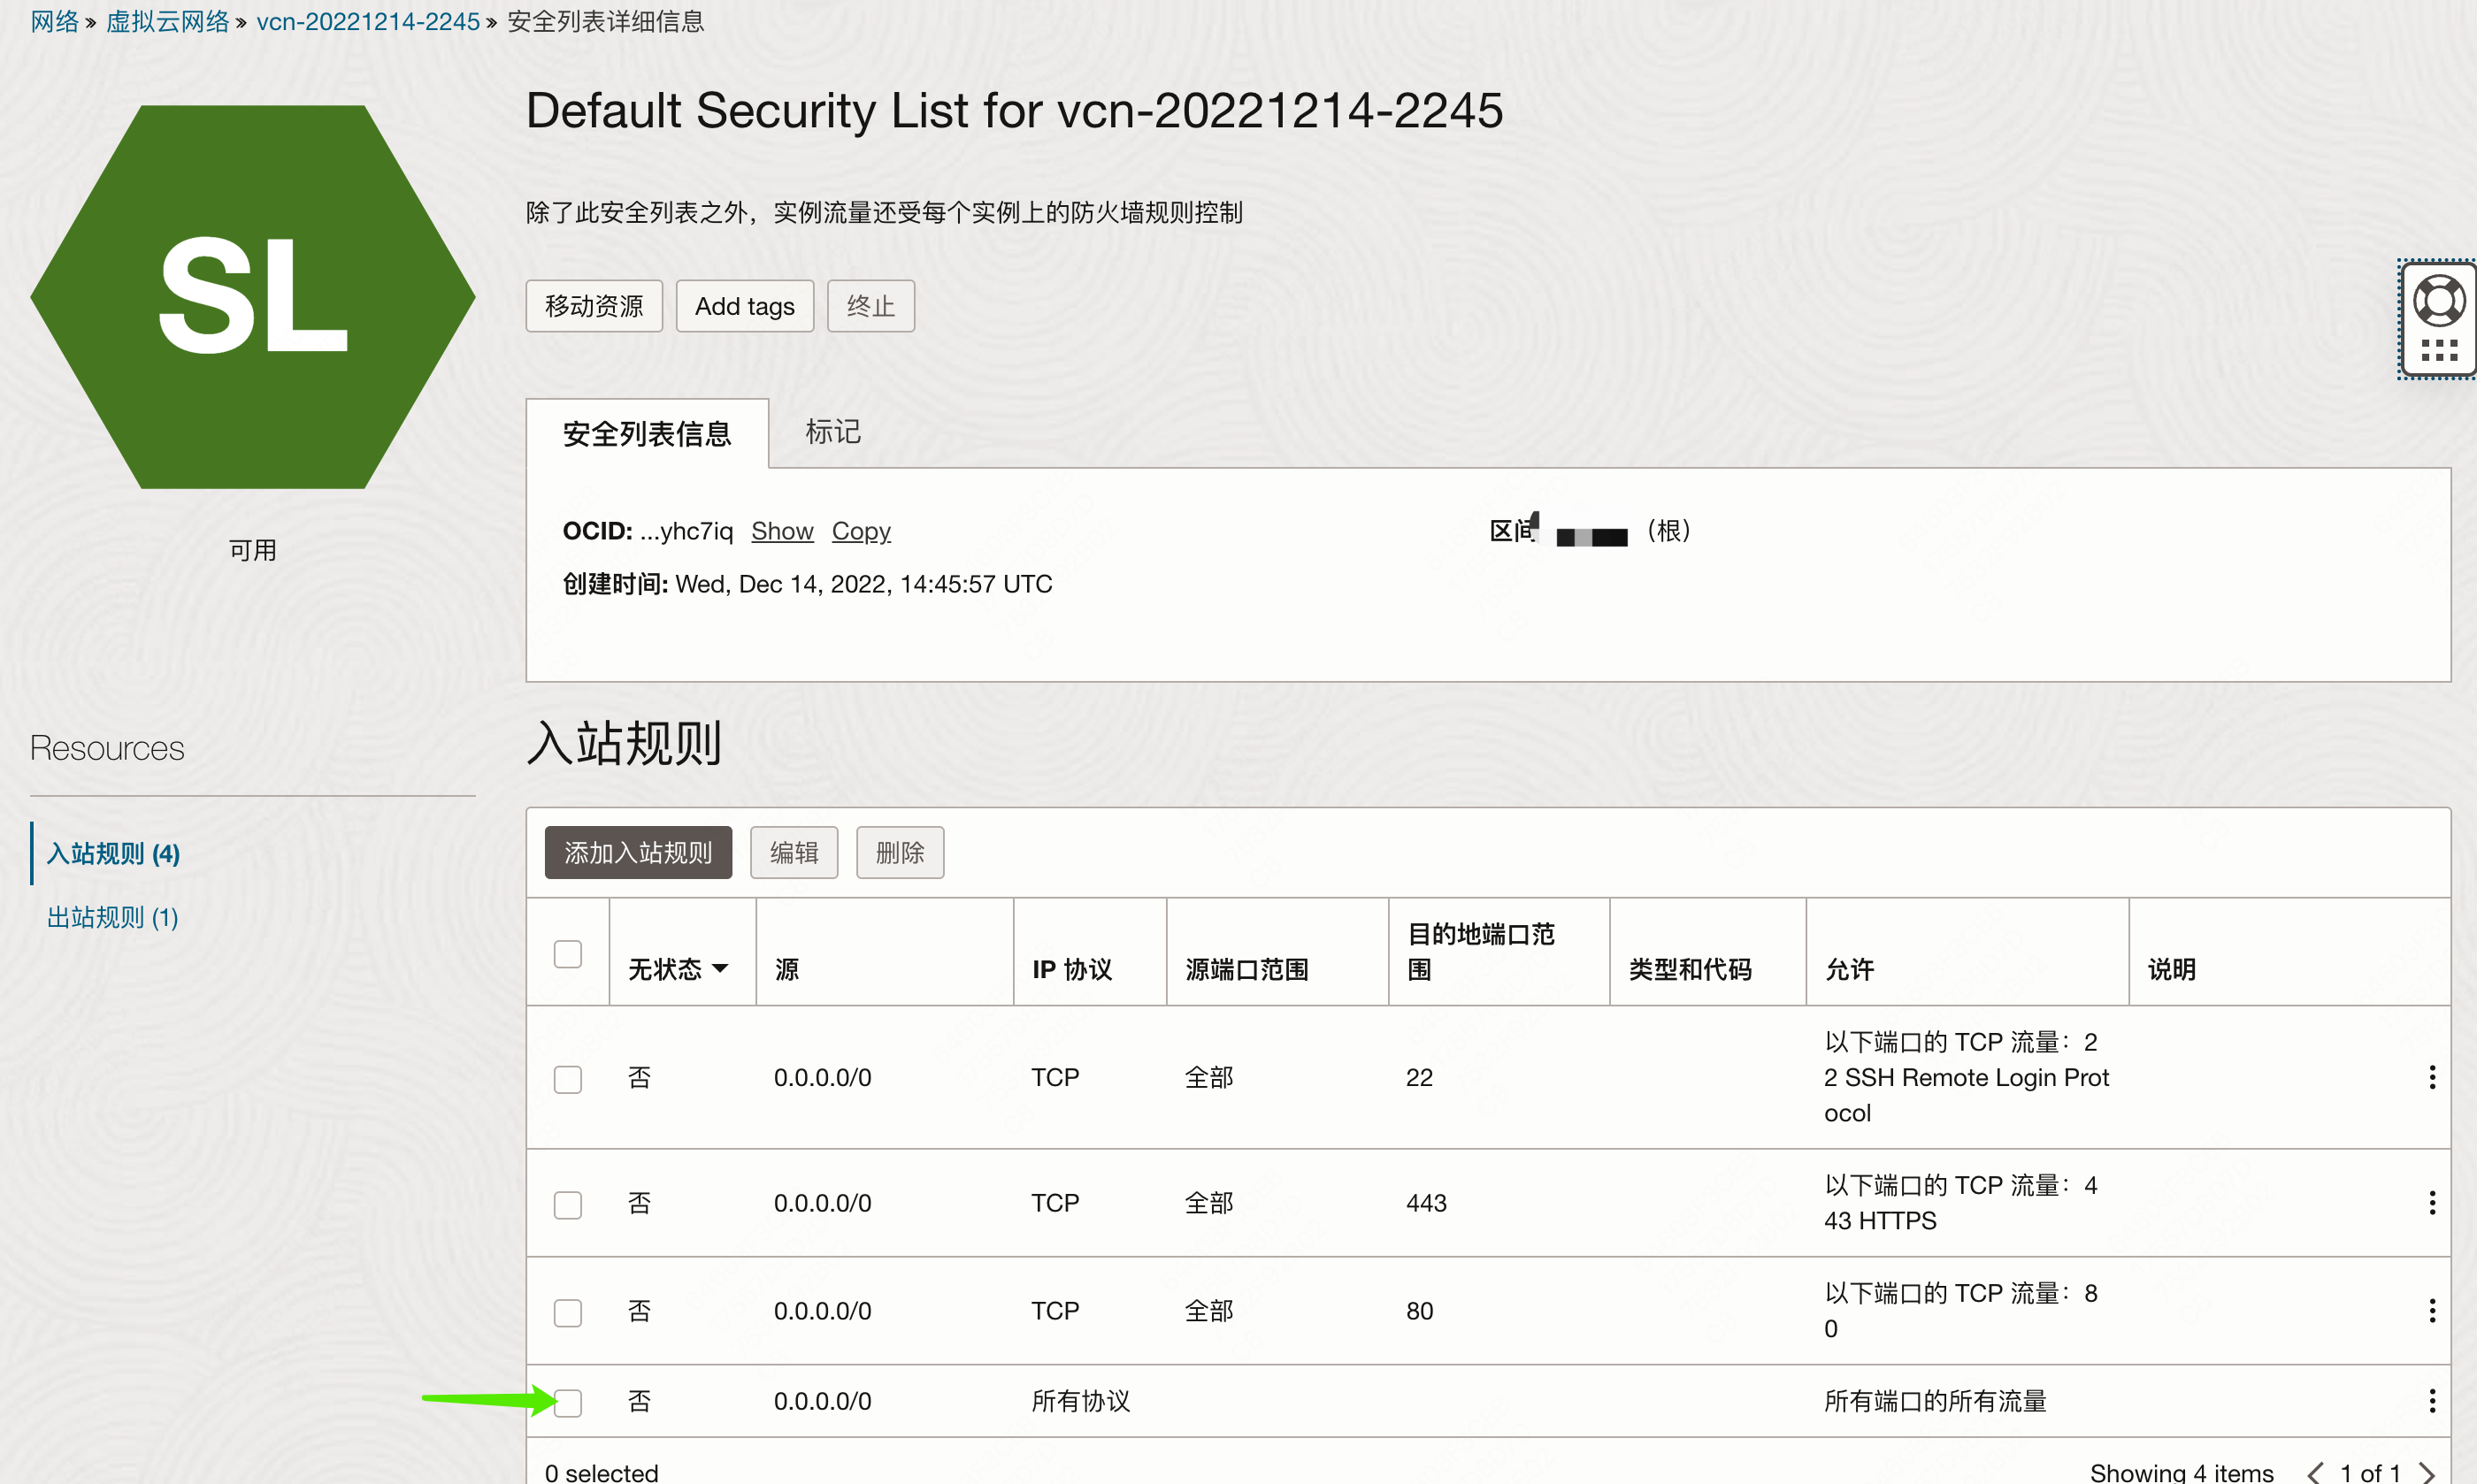 网络 » 虚拟云网络 » vcn-20221214-2245 » 安全列表详细信息
SL
可用
Default Security List for vcn-20221214-2245
除了此安全列表之外，实例流量还受每个实例上的防火墙规则控制
移动资源 Add tags 终止
安全列表信息 标记
OCID: ...yhc7iq Show Copy
区间 （根）
创建时间: Wed, Dec 14, 2022, 14:45:57 UTC
Resources
入站规则 (4)
出站规则 (1)
入站规则
添加入站规则 编辑 删除
无状态 源 IP 协议 源端口范围 目的地端口范
围 类型和代码 允许 说明
否 0.0.0.0/0 TCP 全部 22 以下端口的 TCP 流量：2
2 SSH Remote Login Prot
ocol
否 0.0.0.0/0 TCP 全部 443 以下端口的 TCP 流量：4
43 HTTPS
否 0.0.0.0/0 TCP 全部 80 以下端口的 TCP 流量：8
0
否 0.0.0.0/0 所有协议 所有端口的所有流量
0 selected
Showing 4 items 1 of 1